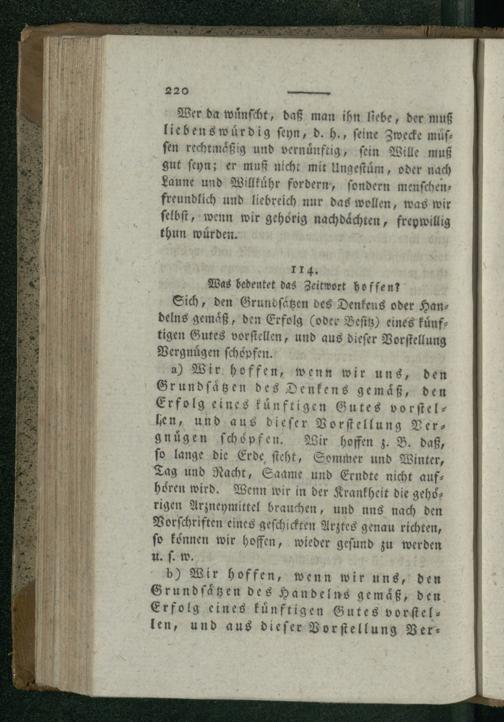 220
Wer da wünscht, daß man ihn liebe, der muß
liebenswürdig seyn, d. h., seine Zwecke müs-
sen rechtmäßig und vernünftig, sein Wille muß
gut seyn; er muß nicht mit Ungestüm, oder nach
Laune und Willkühr fordern, sondern menschen-
freundlich und liebreich nur das wollen, was wir
selbst, wenn wir gehörig nachdächten, freywillig
thun würden.
114.
Was bedeutet das Zeitwort hoffen?
Sich, den Grundsätzen des Denkens oder Han-
delns gemäß, den Erfolg (oder Besitz) eines künf-
tigen Gutes vorstellen, und aus dieser Vorstellung
Vergnügen schöpfen.
a) Wir hoffen, wenn wir uns, den
Grundsätzen des Denkens gemäß, den
Erfolg eines künftigen Gutes vorstel-
len, und aus dieser Vorstellung Ver-
gnügen schöpfen. Wir hoffen z. B. daß,
so lange die Erde steht, Sommer und Winter,
Tag und Nacht, Saame und Erndte nicht auf-
hören wird. Wenn wir in der Krankheit die gehö-
rigen Arzneymittel brauchen, und uns nach den
Vorschriften eines geschickten Arztes genau richten,
so können wir hoffen, wieder gesund zu werden
u. s. w.
b) Wir hoffen, wenn wir uns, den
Grundsätzen des Handelns gemäß, den
Erfolg eines künftigen Gutes vorstel-
len, und aus dieser Vorstellung Ver-